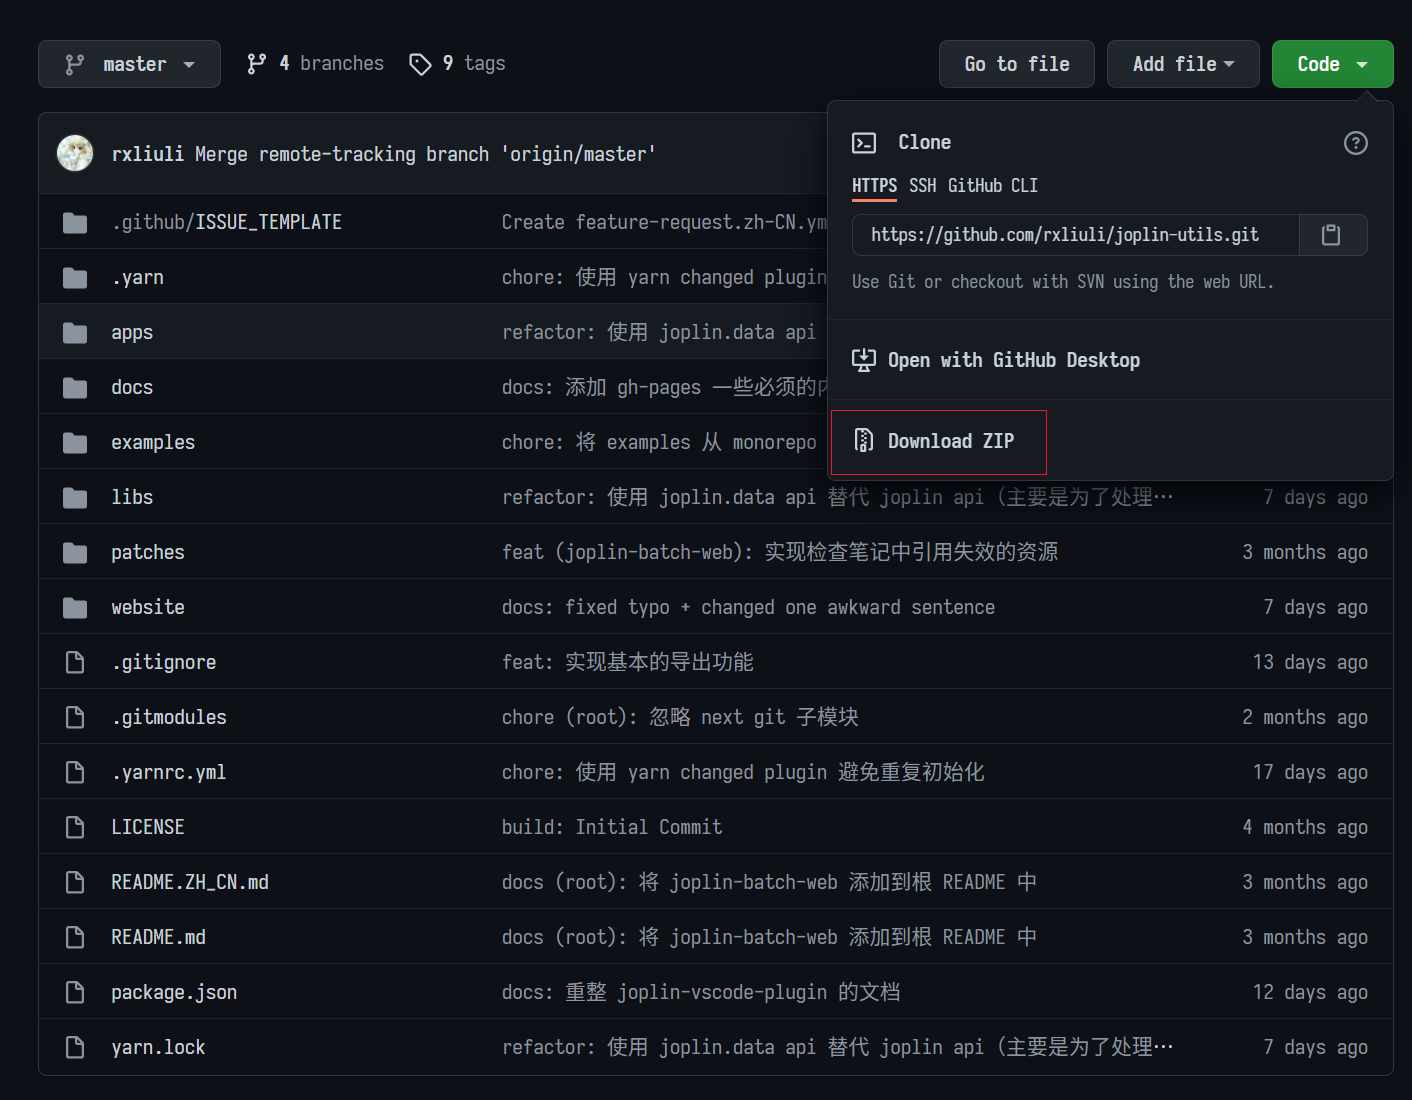 master 4 branches 9 tags Go to file Add file Code
rxliuli Merge remote-tracking branch 'origin/master'
Clone
HTTPS SSH GitHub CLI
https://github.com/rxliuli/joplin-utils.git
Use Git or checkout with SVN using the web URL.
Open with GitHub Desktop
Download ZIP
.github/ISSUE_TEMPLATE Create feature-request.zh-CN.ym
.yarn chore: 使用 yarn changed plugin
apps refactor: 使用 joplin.data api
docs docs: 添加 gh-pages 一些必须的内
examples chore: 将 examples 从 monorepo
libs refactor: 使用 joplin.data api 替代 joplin api（主要是为了处理… 7 days ago
patches feat (joplin-batch-web): 实现检查笔记中引用失效的资源 3 months ago
website docs: fixed typo + changed one awkward sentence 7 days ago
.gitignore feat: 实现基本的导出功能 13 days ago
.gitmodules chore (root): 忽略 next git 子模块 2 months ago
.yarnrc.yml chore: 使用 yarn changed plugin 避免重复初始化 17 days ago
LICENSE build: Initial Commit 4 months ago
README.ZH_CN.md docs (root): 将 joplin-batch-web 添加到根 README 中 3 months ago
README.md docs (root): 将 joplin-batch-web 添加到根 README 中 3 months ago
package.json docs: 重整 joplin-vscode-plugin 的文档 12 days ago
yarn.lock refactor: 使用 joplin.data api 替代 joplin api（主要是为了处理… 7 days ago